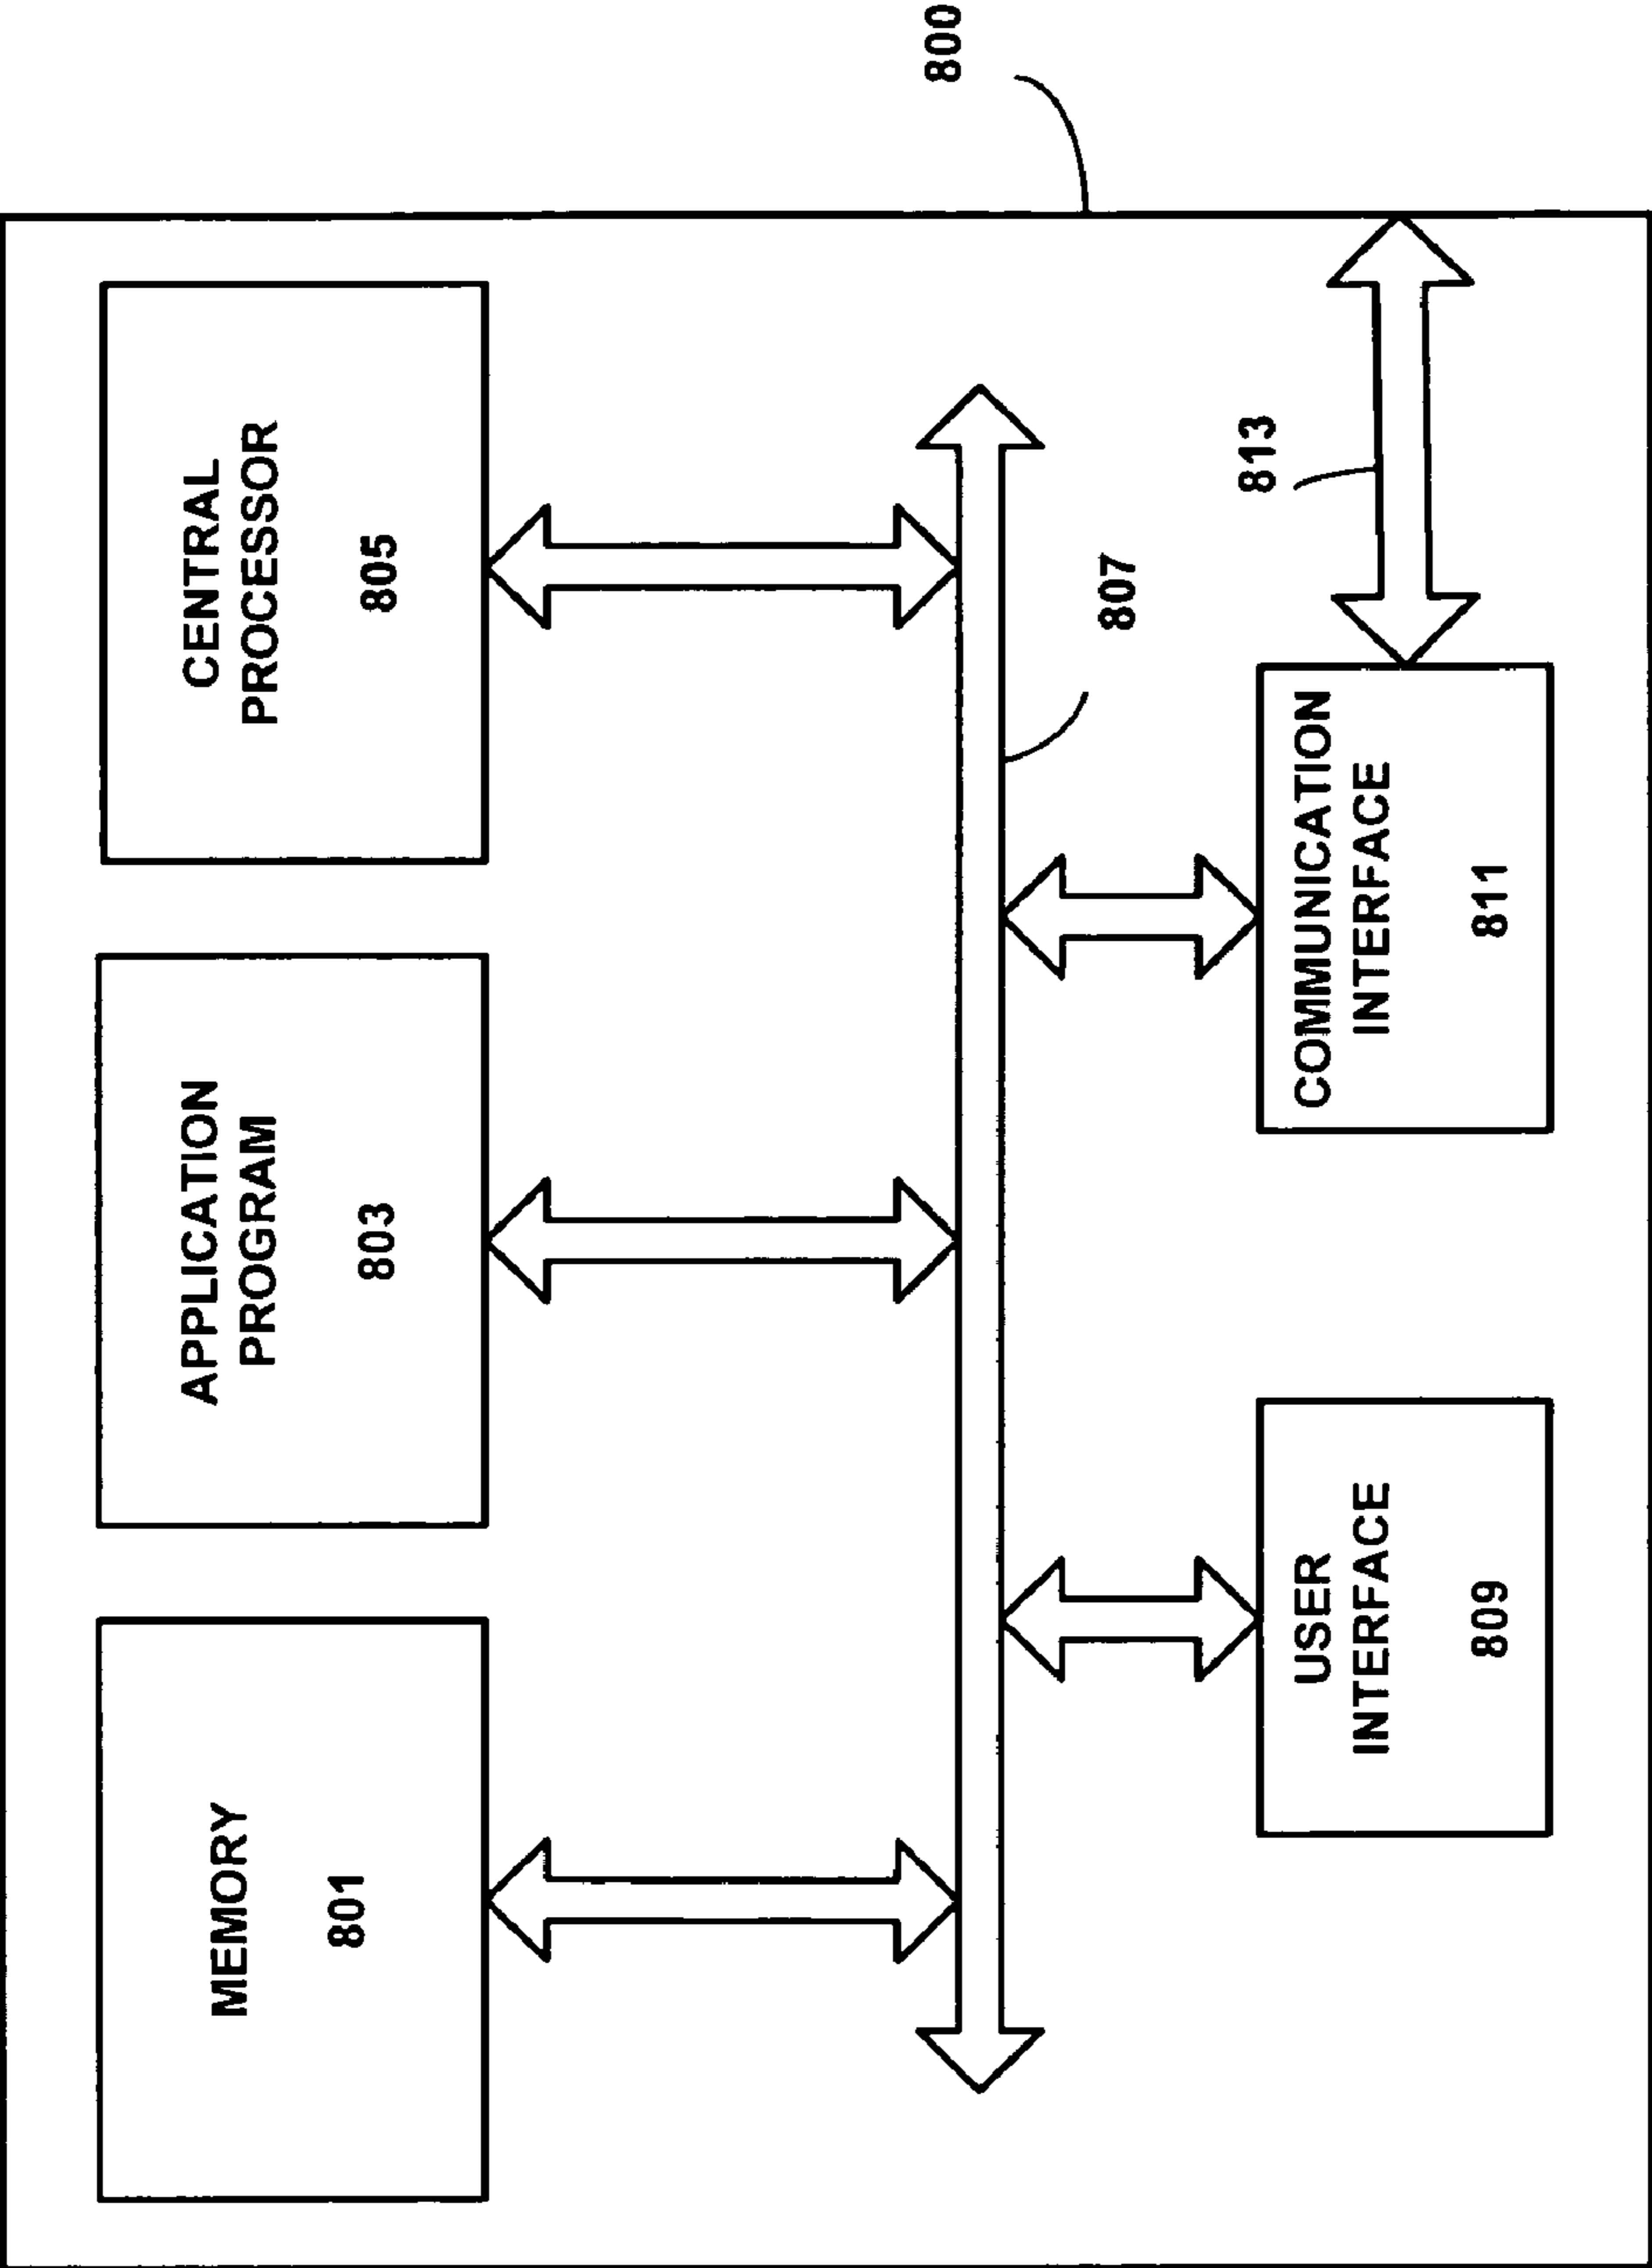 MEMORY
801
APPLICATION
PROGRAM
803
CENTRAL
PROCESSOR
805
800
807
813
USER
INTERFACE
809
COMMUNICATION
INTERFACE
811